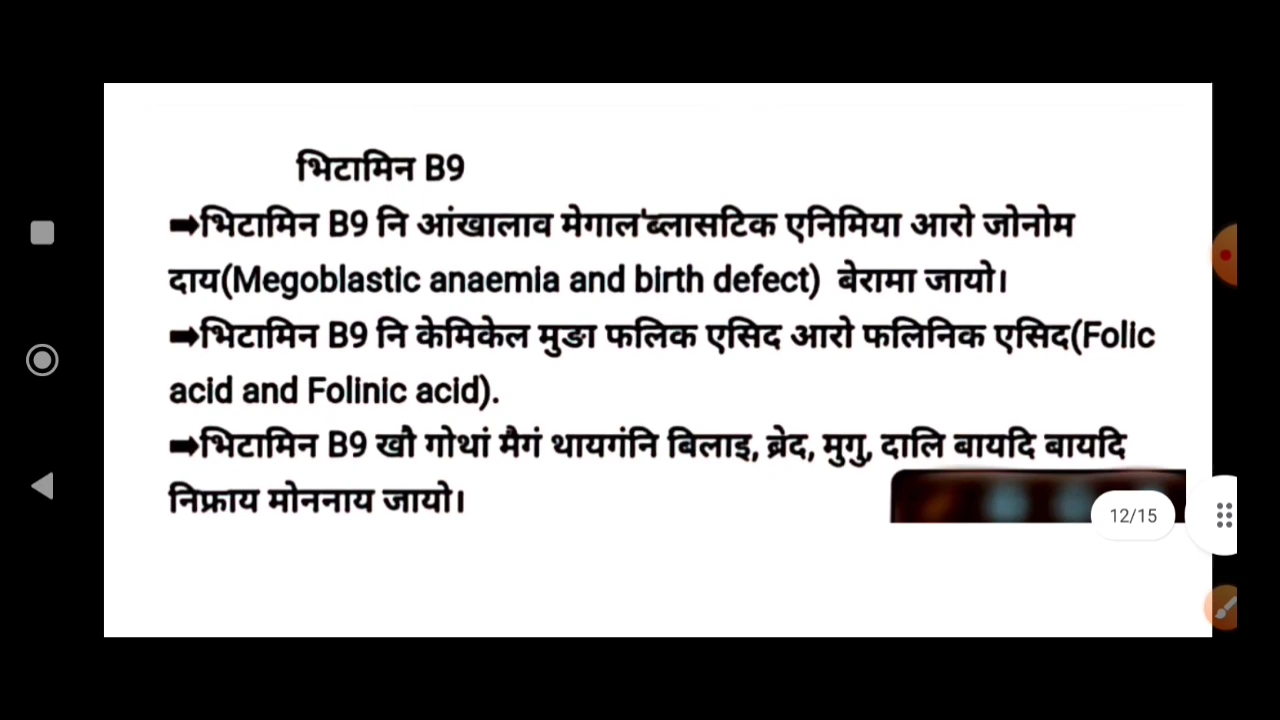 भिटामिन B9
➡भिटामिन B9 नि आंखालाव मेगाल'ब्लासटिक एनिमिया आरो जोनोम
दाय(Megoblastic anaemia and birth defect) बेरामा जायो।
➡भिटामिन B9 नि केमिकेल मुङा फलिक एसिद आरो फलिनिक एसिद(Folic
acid and Folinic acid).
➡भिटामिन B9 खौ गोथां मैगं थायगंनि बिलाइ, ब्रेद, मुगु, दालि बायदि बायदि
निफ्राय मोननाय जायो।
12/15